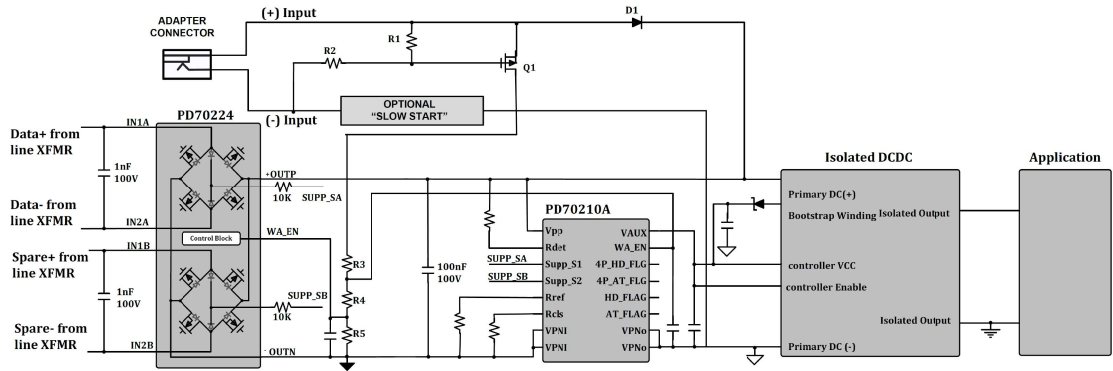 (+) Input
D1
ADAPTER
CONNECTOR
R1
R2
Q1
OPTIONAL
"SLOW START"
PD70224
(-) Input
IN1A
Data+ from
line XFMR
1nF
100V
Data- from
line XFMR
IN2A
+OUTP
10K
SUPP_SA
Control Block
WA_EN
IN1B
Spare+ from
line XFMR
1nF
100V
Spare- from
line XFMR
IN2B
SUPP_SB
10K
-OUTN
R3
R4
R5
100nF
100V
PD70210A
Vpp
Rdet
Supp_S1
Supp_S2
Rref
Rcls
VPNI
VPNI
SUPP_SA
SUPP_SB
VAUX
WA_EN
4P_HD_FLG
4P_AT_FLG
HD_FLAG
AT_FLAG
VPNo
VPNo
Isolated DCDC
Primary DC(+)
Bootstrap Winding
Isolated Output
controller VCC
controller Enable
Isolated Output
Primary DC (-)
Application